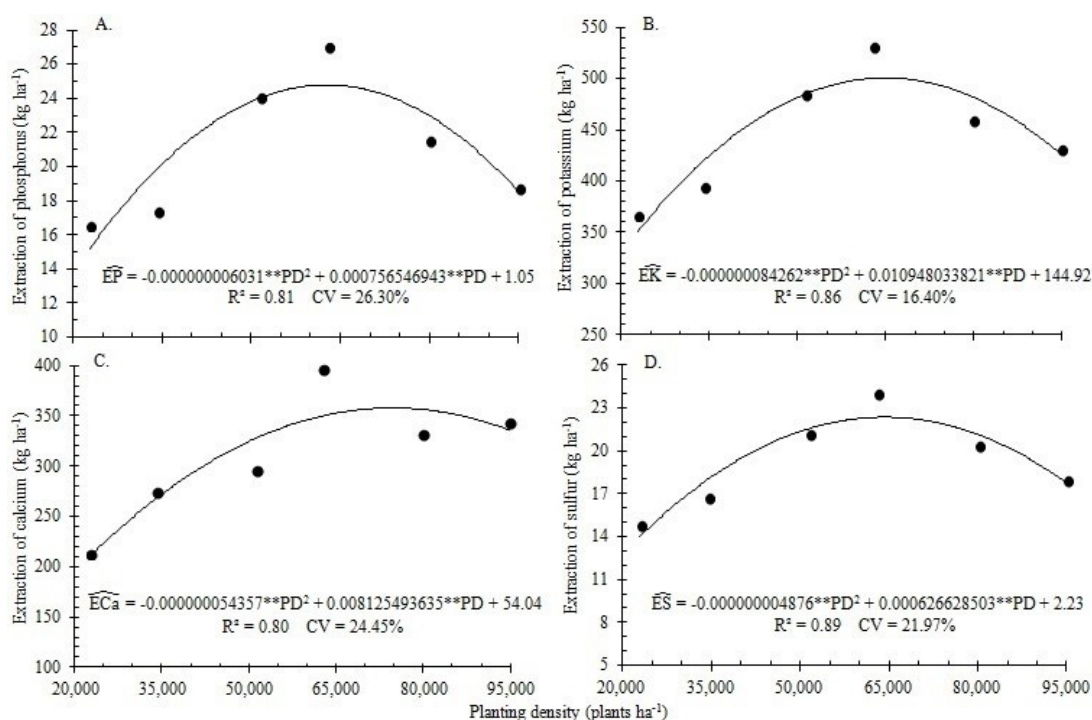 A.
Extraction of phosphorus (kg ha⁻¹)
28
26
24
22
20
18
16
14
12
10
EP = -0.000000006031**PD² + 0.000756546943**PD + 1.05
R² = 0.81 CV = 26.30%
B.
Extraction of potassium (kg ha⁻¹)
550
500
450
400
350
300
250
EK = -0.000000084262**PD² + 0.010948033821**PD + 144.92
R² = 0.86 CV = 16.40%
C.
Extraction of calcium (kg ha⁻¹)
400
350
300
250
200
150
100
ECa = -0.000000054357**PD² + 0.008125493635**PD + 54.04
R² = 0.80 CV = 24.45%
20,000 35,000 50,000 65,000 80,000 95,000
D.
Extraction of sulfur (kg ha⁻¹)
26
23
20
17
14
11
8
5
ES = -0.000000004876**PD² + 0.000626628503**PD + 2.23
R² = 0.89 CV = 21.97%
20,000 35,000 50,000 65,000 80,000 95,000
Planting density (plants ha⁻¹)